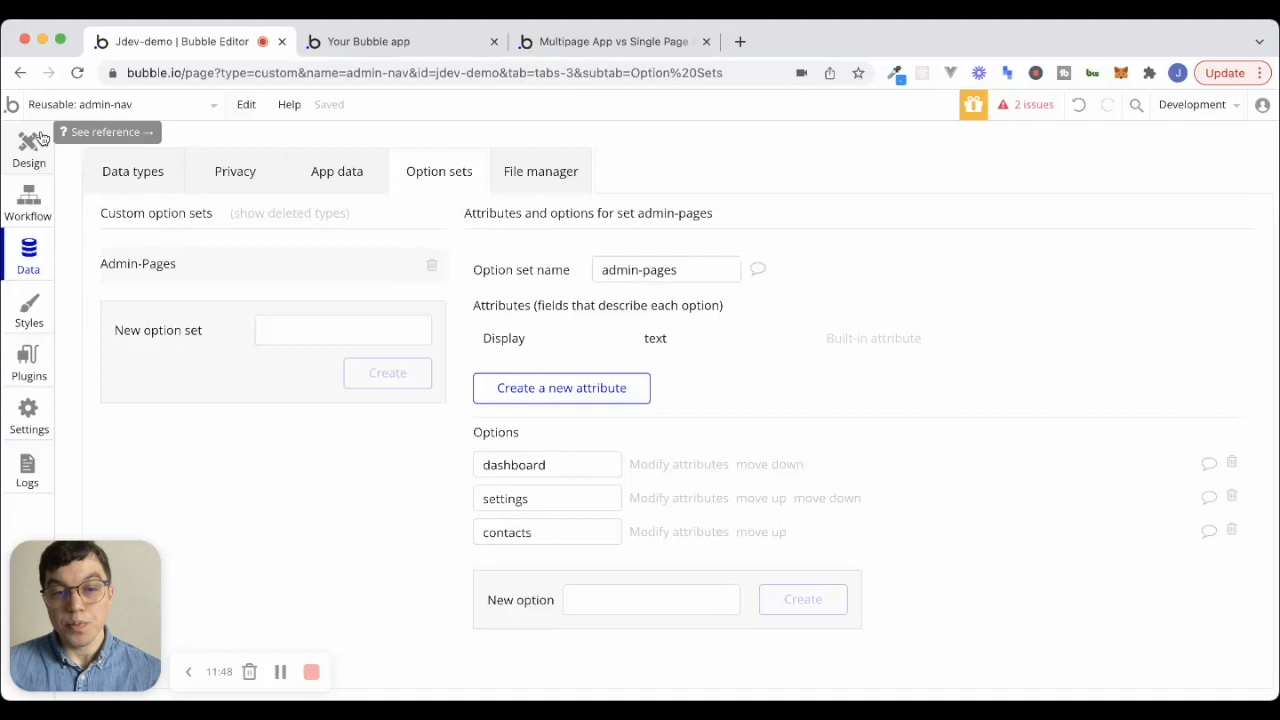 Jdev-demo | Bubble Editor
Your Bubble app
Multipage App vs Single Page
bubble.io/page?type=custom&name=admin-nav&id=jdev-demo&tab=tabs-3&subtab=Option%20Sets
J
Update
b
Reusable: admin-nav
Edit
Help
Saved
2 issues
Development
? See reference →
Design
Workflow
Data
Styles
Plugins
Settings
Logs
Data types
Privacy
App data
Option sets
File manager
Custom option sets
(show deleted types)
Admin-Pages
New option set
Create
Attributes and options for set admin-pages
Option set name
admin-pages
Attributes (fields that describe each option)
Display
text
Built-in attribute
Create a new attribute
Options
dashboard
Modify attributes move down
settings
Modify attributes move up move down
contacts
Modify attributes move up
New option
Create
11:48